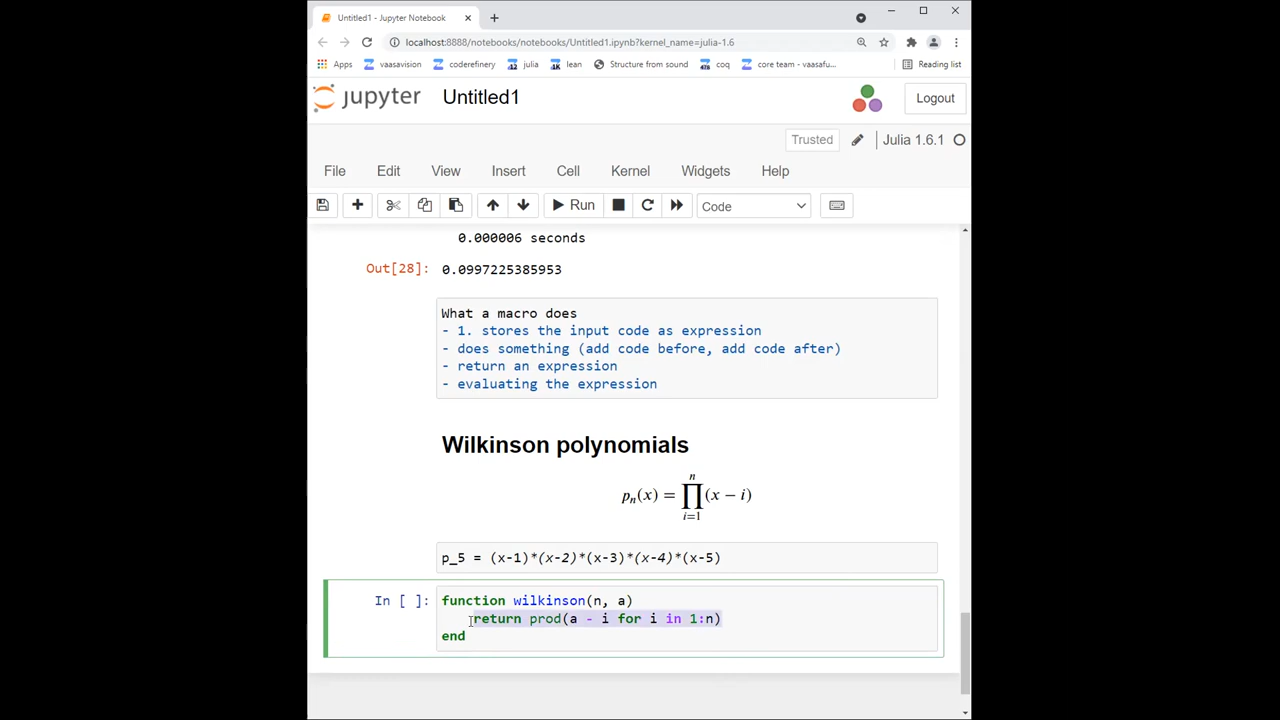 Untitled1 - Jupyter Notebook
localhost:8888/notebooks/notebooks/Untitled1.ipynb?kernel_name=julia-1.6
Apps vaasavision coderefinery julia lean Structure from sound coq core team - vaasafu... Reading list
jupyter Untitled1 Logout
Trusted Julia 1.6.1
File Edit View Insert Cell Kernel Widgets Help
Run Code
0.000006 seconds
Out[28]: 0.0997225385953
What a macro does
- 1. stores the input code as expression
- does something (add code before, add code after)
- return an expression
- evaluating the expression
Wilkinson polynomials
pₙ(x) = ∏ⁿᵢ₌₁(x − i)
p_5 = (x-1)*(x-2)*(x-3)*(x-4)*(x-5)
In [ ]: function wilkinson(n, a)
return prod(a - i for i in 1:n)
end